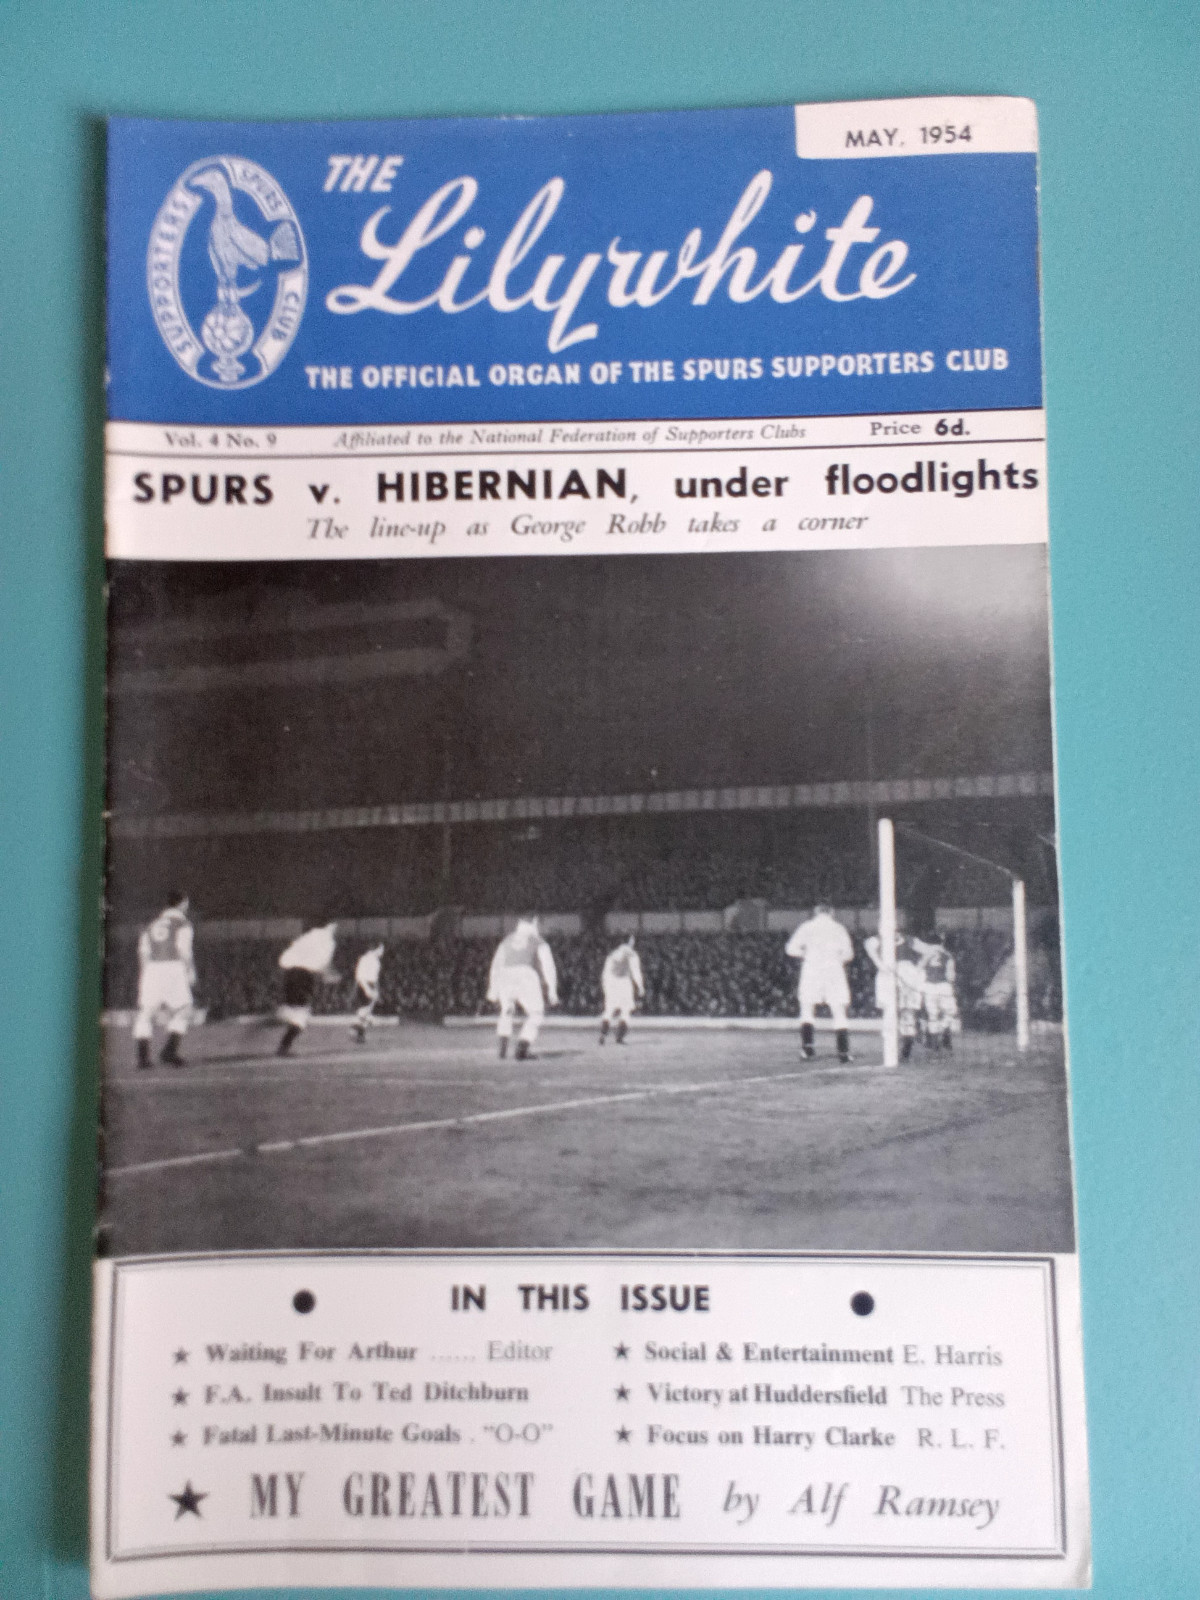 MAY, 1954
SUPPORTERS SPURS CLUB
THE
Lilywhite
THE OFFICIAL ORGAN OF THE SPURS SUPPORTERS CLUB
Vol. 4 No. 9 Affiliated to the National Federation of Supporters Clubs Price 6d.
SPURS v. HIBERNIAN, under floodlights
The line-up as George Robb takes a corner
IN THIS ISSUE
★ Waiting For Arthur ...... Editor
★ F.A. Insult To Ted Ditchburn
★ Fatal Last-Minute Goals . "O-O"
★ Social & Entertainment E. Harris
★ Victory at Huddersfield The Press
★ Focus on Harry Clarke R. L. F.
★ MY GREATEST GAME by Alf Ramsey